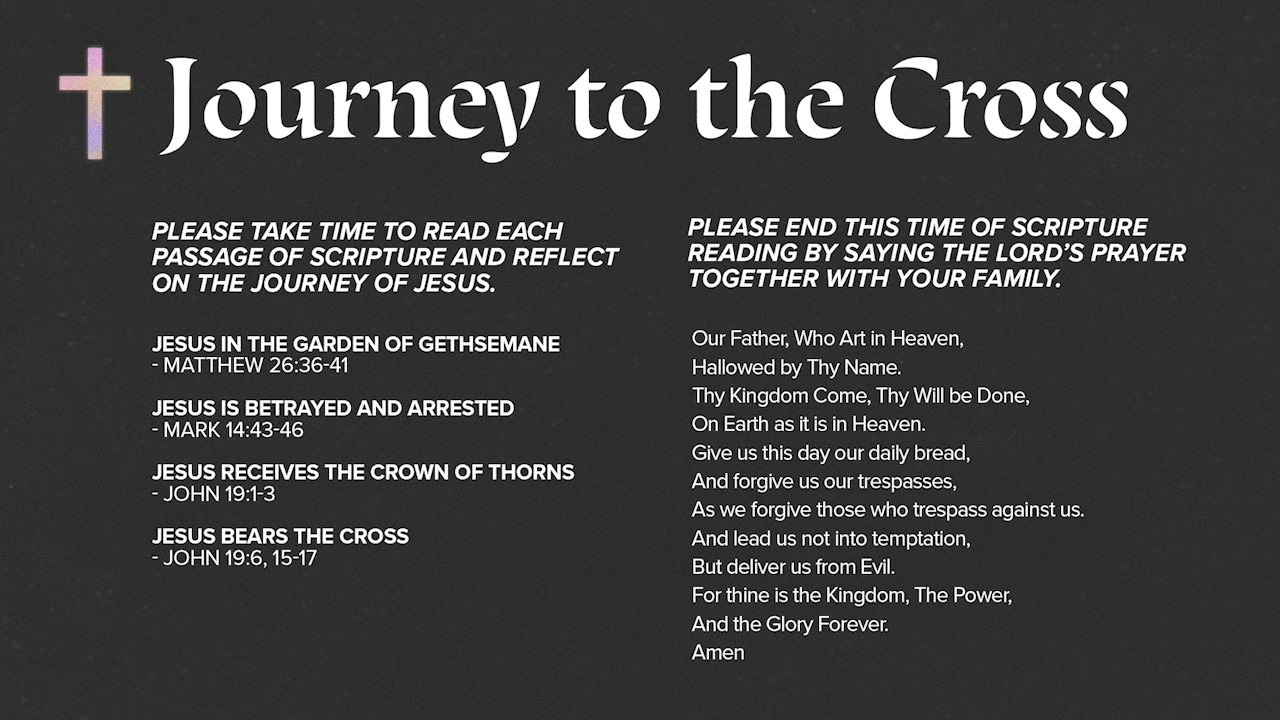 Journey to the Cross
PLEASE TAKE TIME TO READ EACH
PASSAGE OF SCRIPTURE AND REFLECT
ON THE JOURNEY OF JESUS.
JESUS IN THE GARDEN OF GETHSEMANE
- MATTHEW 26:36-41
JESUS IS BETRAYED AND ARRESTED
- MARK 14:43-46
JESUS RECEIVES THE CROWN OF THORNS
- JOHN 19:1-3
JESUS BEARS THE CROSS
- JOHN 19:6, 15-17
PLEASE END THIS TIME OF SCRIPTURE
READING BY SAYING THE LORD'S PRAYER
TOGETHER WITH YOUR FAMILY.
Our Father, Who Art in Heaven,
Hallowed by Thy Name.
Thy Kingdom Come, Thy Will be Done,
On Earth as it is in Heaven.
Give us this day our daily bread,
And forgive us our trespasses,
As we forgive those who trespass against us.
And lead us not into temptation,
But deliver us from Evil.
For thine is the Kingdom, The Power,
And the Glory Forever.
Amen